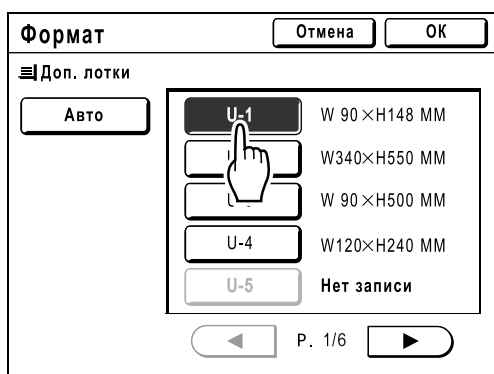 Формат
Отмена
ОК
Доп. лотки
Авто
U-1 W 90×H148 MM
W340×H550 MM
W 90×H500 MM
U-4 W120×H240 MM
U-5 Нет записи
P. 1/6